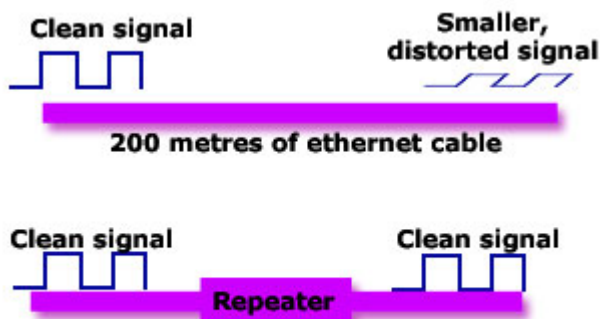 Clean signal
Smaller,
distorted signal
200 metres of ethernet cable
Clean signal
Clean signal
Repeater